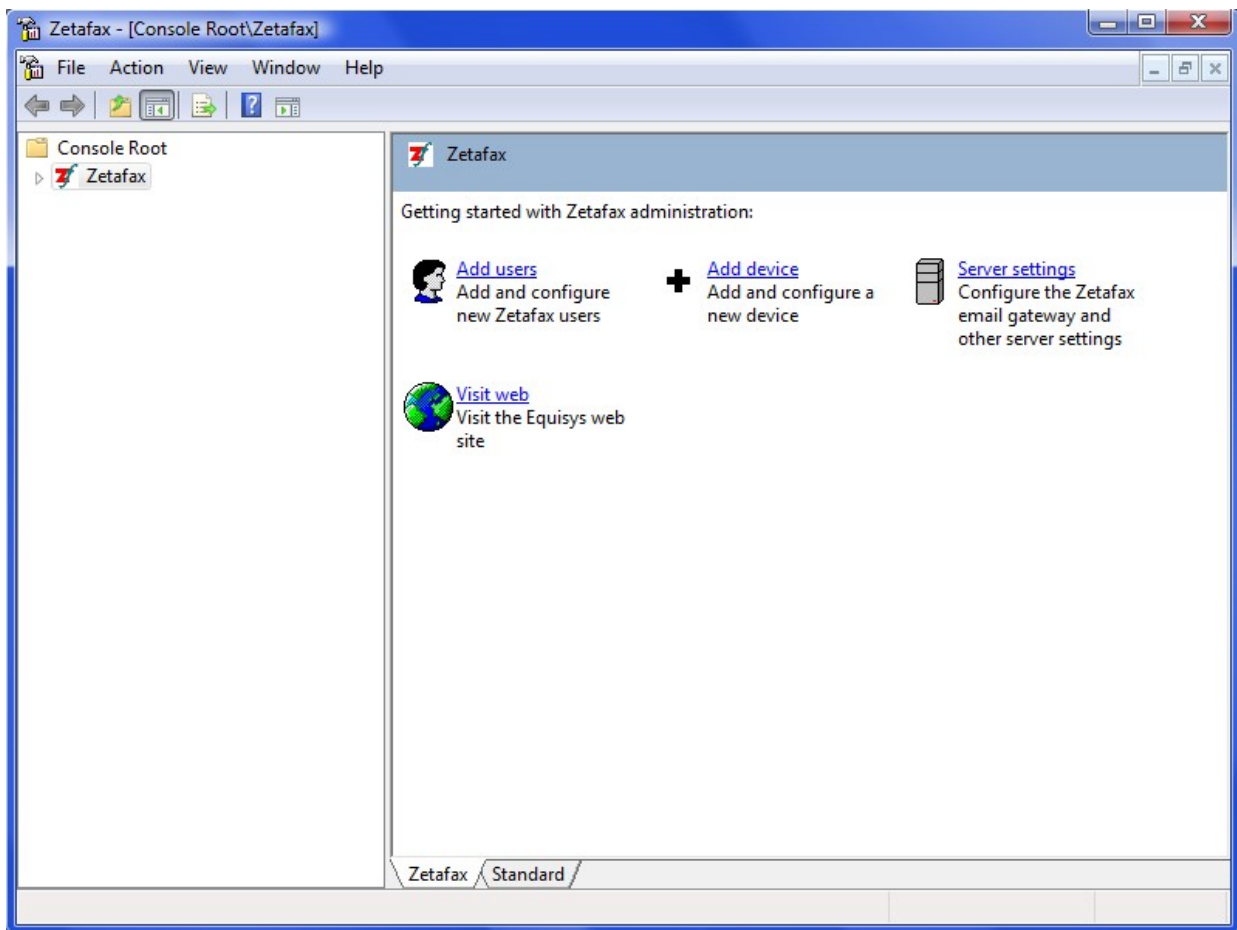 Zetafax - [Console Root\Zetafax]
File Action View Window Help
Console Root
Zetafax
Zetafax
Getting started with Zetafax administration:
Add users
Add and configure
new Zetafax users
Add device
Add and configure a
new device
Server settings
Configure the Zetafax
email gateway and
other server settings
Visit web
Visit the Equisys web
site
Zetafax Standard